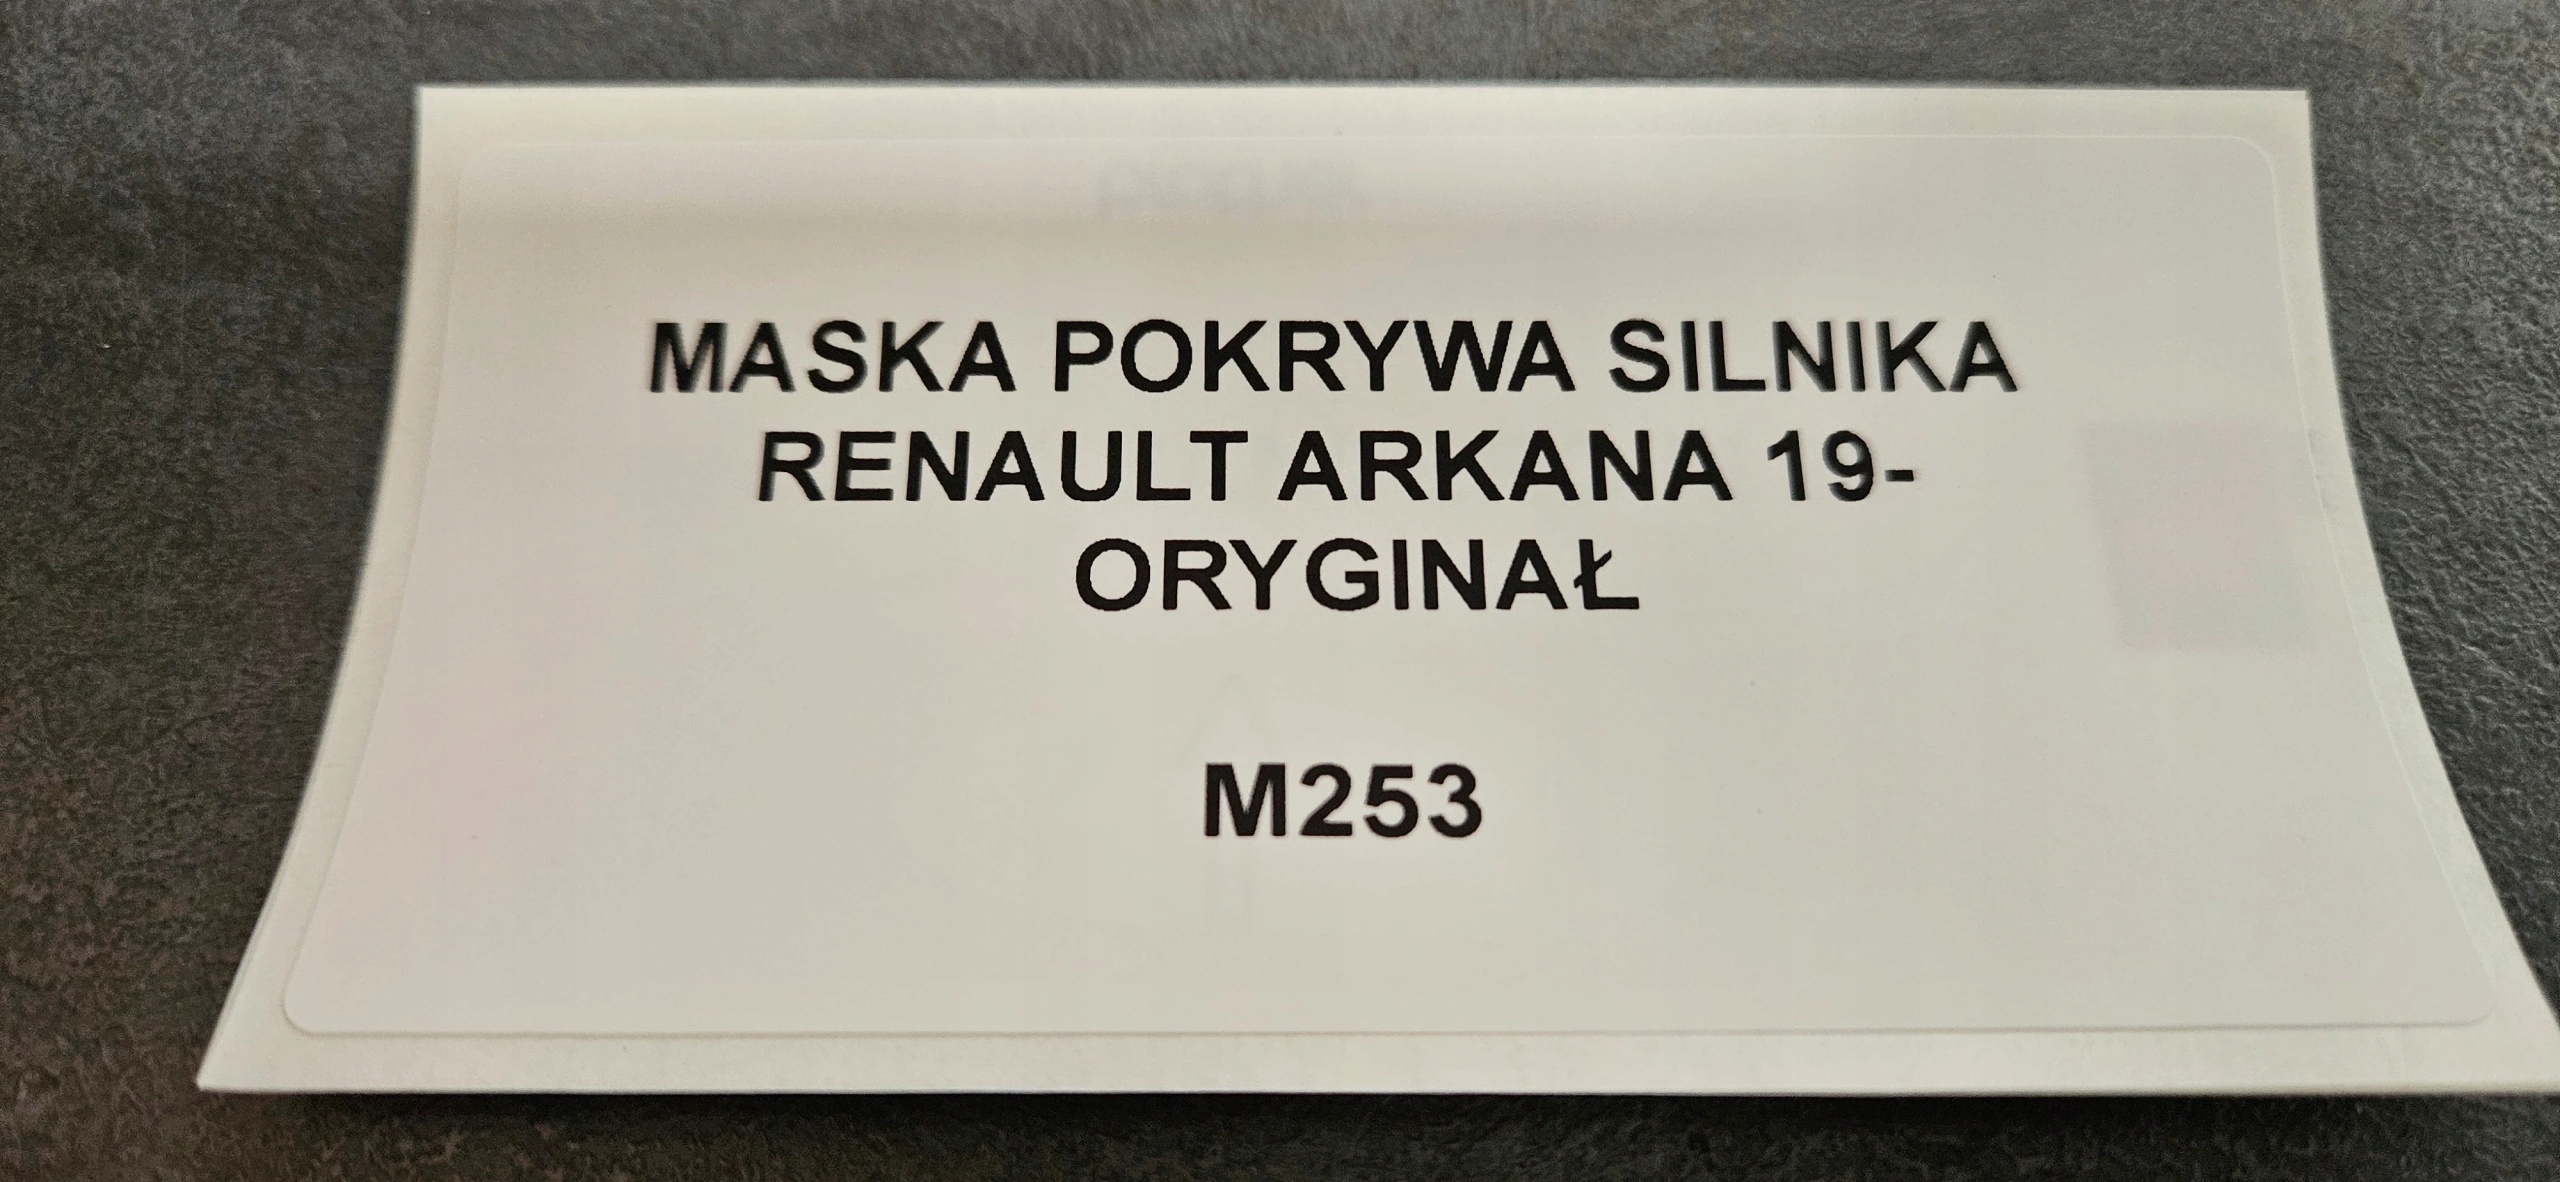 MASKA POKRYWA SILNIKA
RENAULT ARKANA 19-
ORYGINAŁ
M253